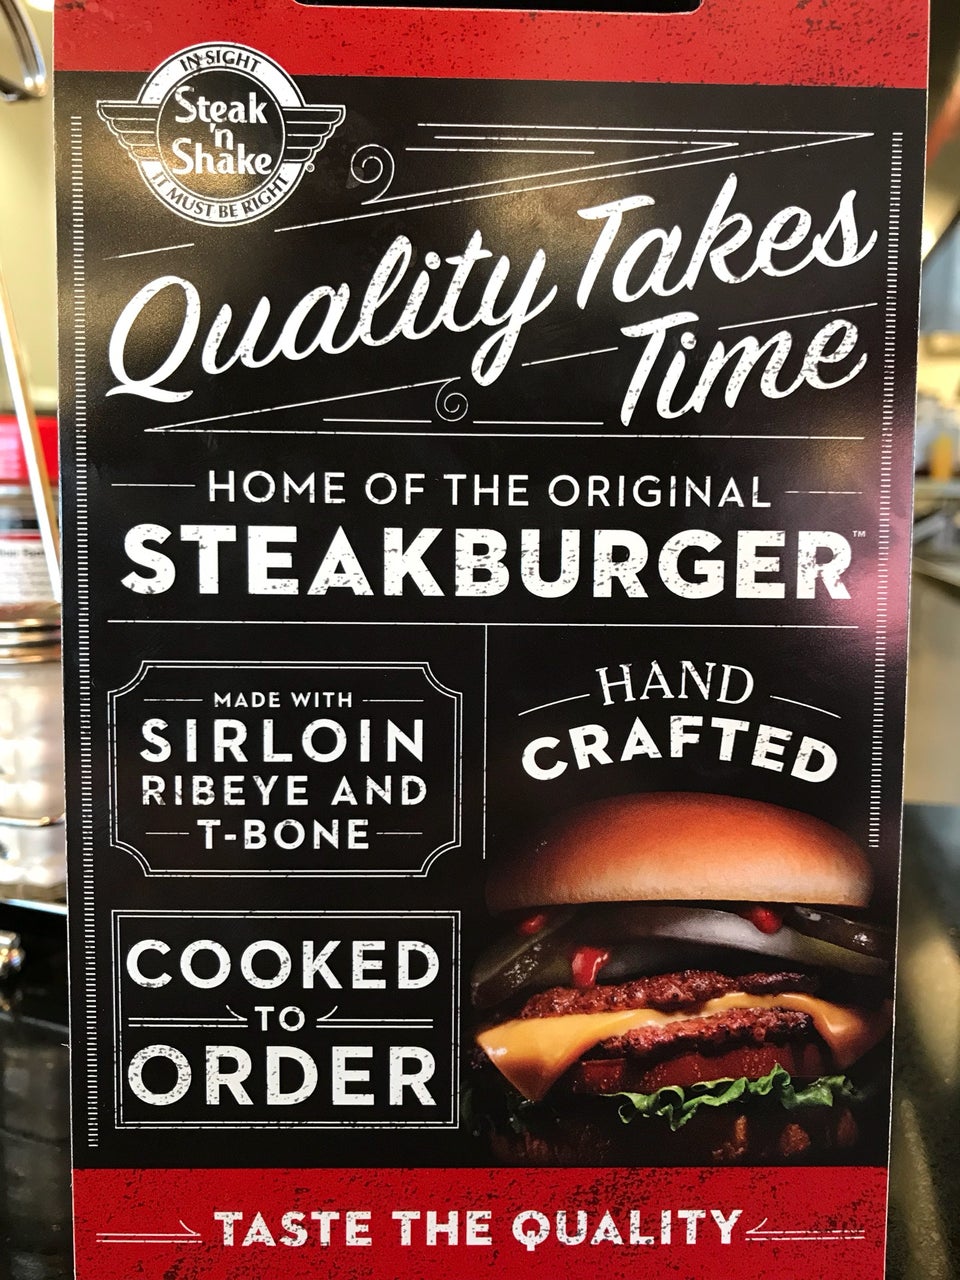 IN SIGHT
Steak
'n
Shake
IT MUST BE RIGHT
Quality Takes
Time
HOME OF THE ORIGINAL
STEAKBURGER™
MADE WITH
SIRLOIN
RIBEYE AND
T-BONE
HAND
CRAFTED
COOKED
TO
ORDER
TASTE THE QUALITY